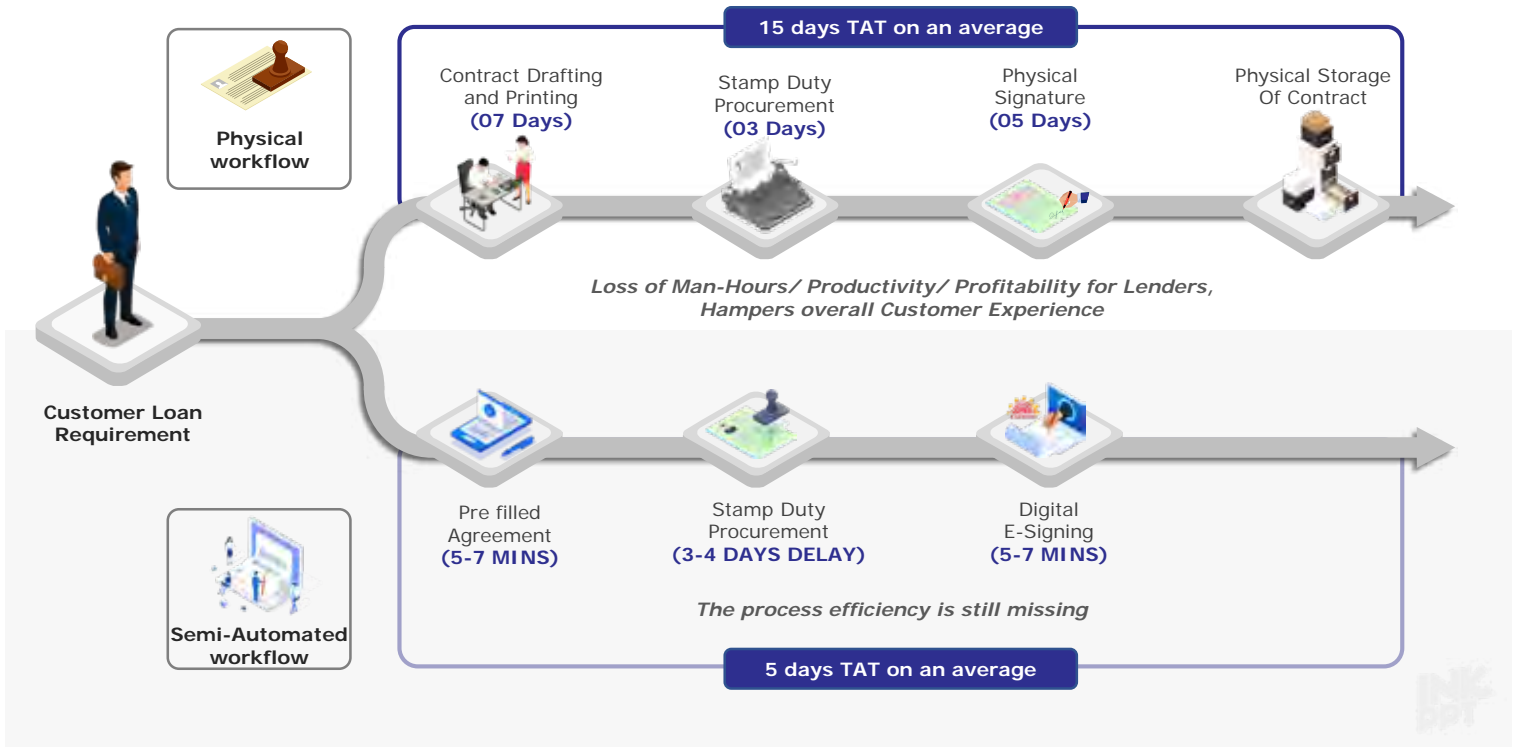 15 days TAT on an average
Physical
workflow
Contract Drafting
and Printing
(07 Days)
Stamp Duty
Procurement
(03 Days)
Physical
Signature
(05 Days)
Physical Storage
Of Contract
Loss of Man-Hours/ Productivity/ Profitability for Lenders,
Hampers overall Customer Experience
Customer Loan
Requirement
Pre filled
Agreement
(5-7 MINS)
Stamp Duty
Procurement
(3-4 DAYS DELAY)
Digital
E-Signing
(5-7 MINS)
Semi-Automated
workflow
The process efficiency is still missing
5 days TAT on an average
INK
PPT